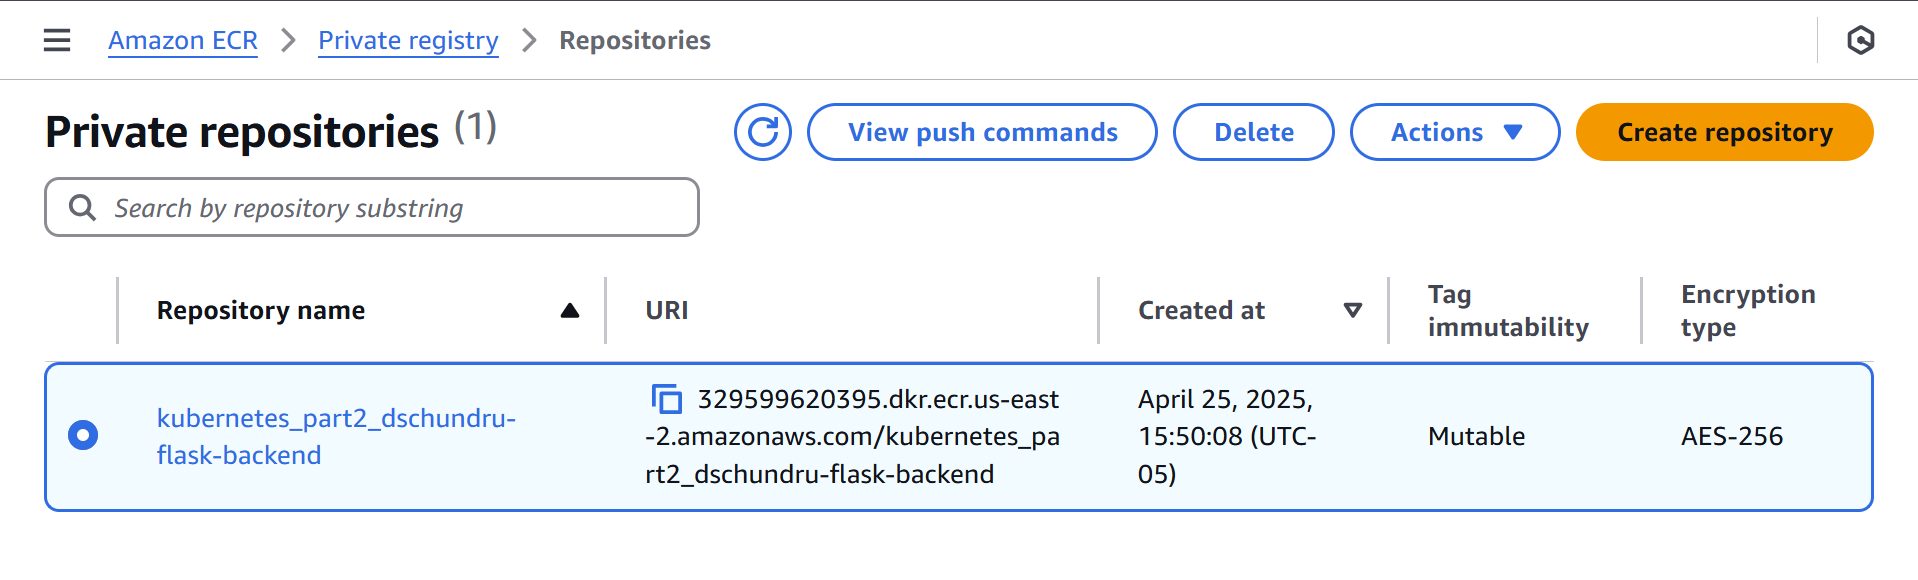 Amazon ECR > Private registry > Repositories
Private repositories (1)
View push commands
Delete
Actions
Create repository
Search by repository substring
Repository name
URI
Created at
Tag
immutability
Encryption
type
kubernetes_part2_dschundru-
flask-backend
329599620395.dkr.ecr.us-east
-2.amazonaws.com/kubernetes_pa
rt2_dschundru-flask-backend
April 25, 2025,
15:50:08 (UTC-
05)
Mutable
AES-256